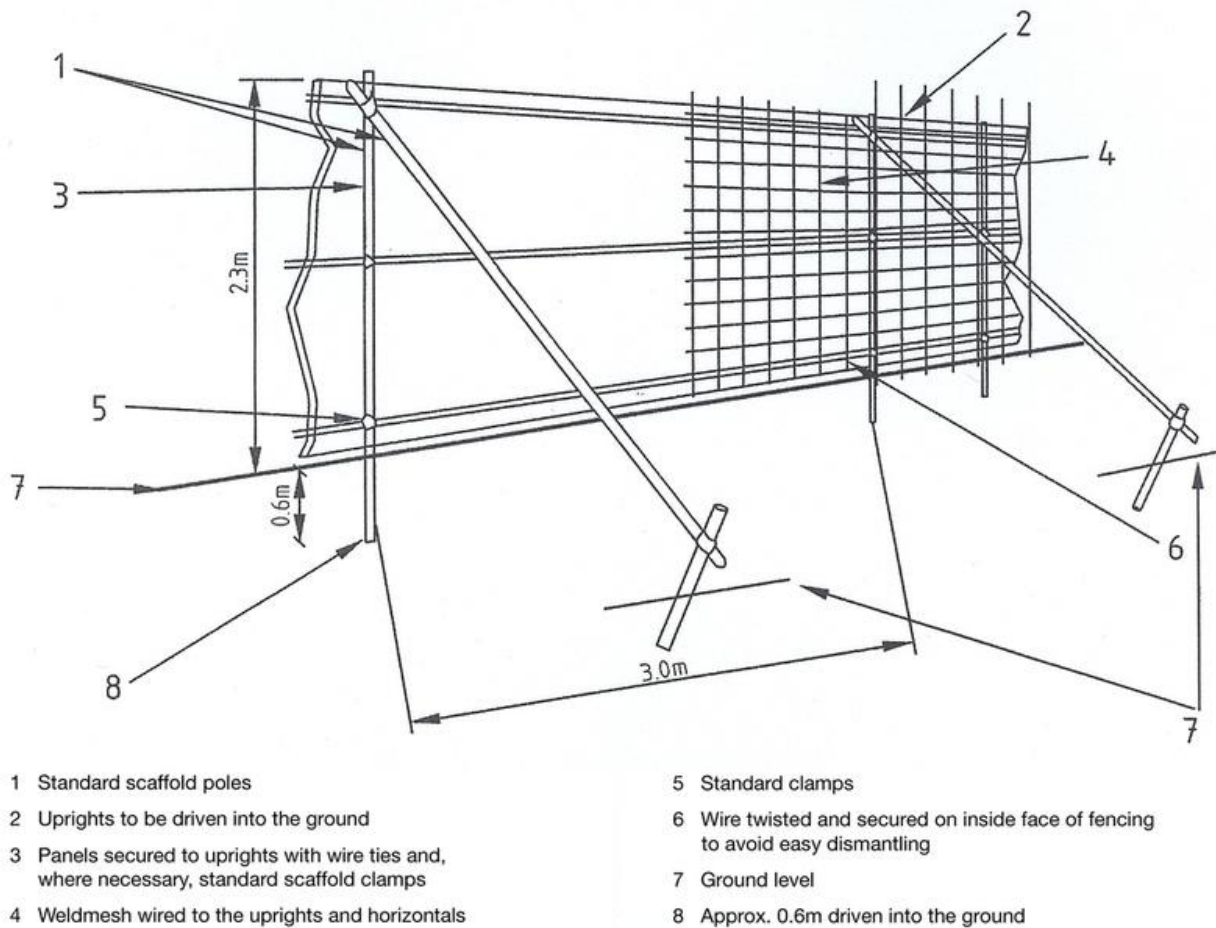 2
1
3
4
2.3m
5
7
0.6m
6
8
3.0m
7
1 Standard scaffold poles
2 Uprights to be driven into the ground
3 Panels secured to uprights with wire ties and,
where necessary, standard scaffold clamps
4 Weldmesh wired to the uprights and horizontals
5 Standard clamps
6 Wire twisted and secured on inside face of fencing
to avoid easy dismantling
7 Ground level
8 Approx. 0.6m driven into the ground